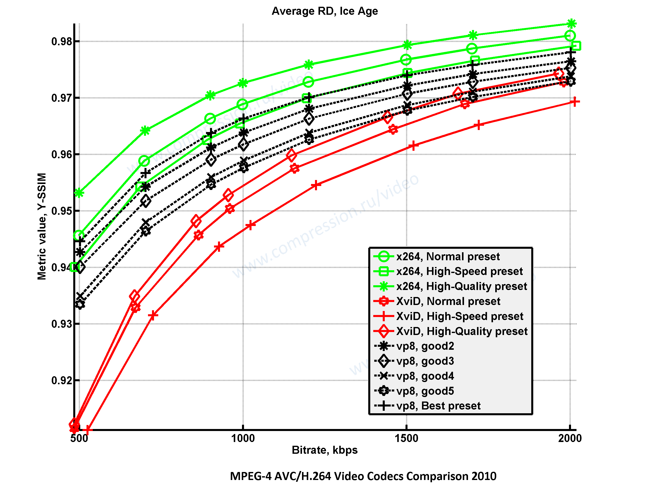 Average RD, Ice Age
0.98
0.97
0.96
0.95
0.94
0.93
0.92
Metric value, Y-SSIM
www.compression.ru/video
x264, Normal preset
x264, High-Speed preset
x264, High-Quality preset
XviD, Normal preset
XviD, High-Speed preset
XviD, High-Quality preset
vp8, good2
vp8, good3
vp8, good4
vp8, good5
vp8, Best preset
500 1000 1500 2000
Bitrate, kbps
MPEG-4 AVC/H.264 Video Codecs Comparison 2010